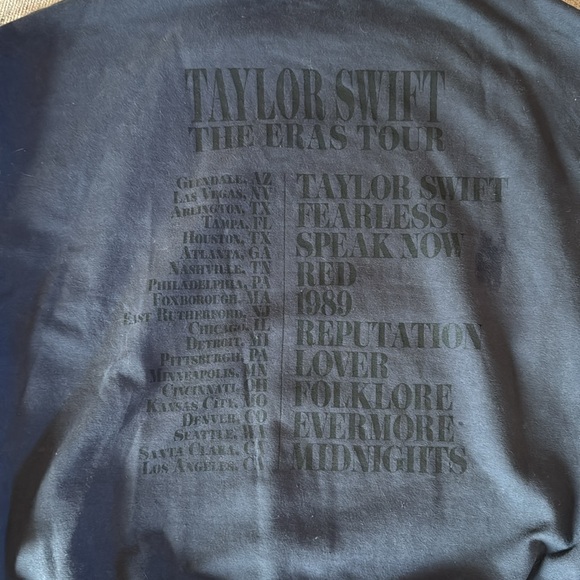 TAYLOR SWIFT
THE ERAS TOUR
GLENDALE, AZ
LAS VEGAS, NV
ARLINGTON, TX
TAMPA, FL
HOUSTON, TX
ATLANTA, GA
NASHVILLE, TN
PHILADELPHIA, PA
FOXBOROUGH, MA
EAST RUTHERFORD, NJ
CHICAGO, IL
DETROIT, MI
PITTSBURGH, PA
MINNEAPOLIS, MN
CINCINNATI, OH
KANSAS CITY, MO
DENVER, CO
SEATTLE, WA
SANTA CLARA, CA
LOS ANGELES, CA
TAYLOR SWIFT
FEARLESS
SPEAK NOW
RED
1989
REPUTATION
LOVER
FOLKLORE
EVERMORE
MIDNIGHTS